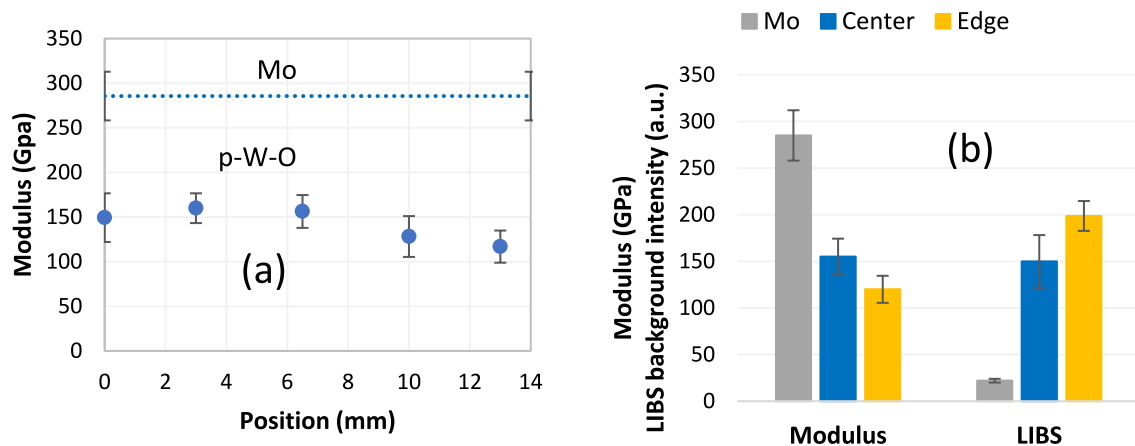 350
300
250
200
150
100
50
0
Modulus (Gpa)
Mo
p-W-O
(a)
0 2 4 6 8 10 12 14
Position (mm)
Mo Center Edge
350
300
250
200
150
100
50
0
Modulus (GPa)
LIBS background intensity (a.u.)
(b)
Modulus LIBS